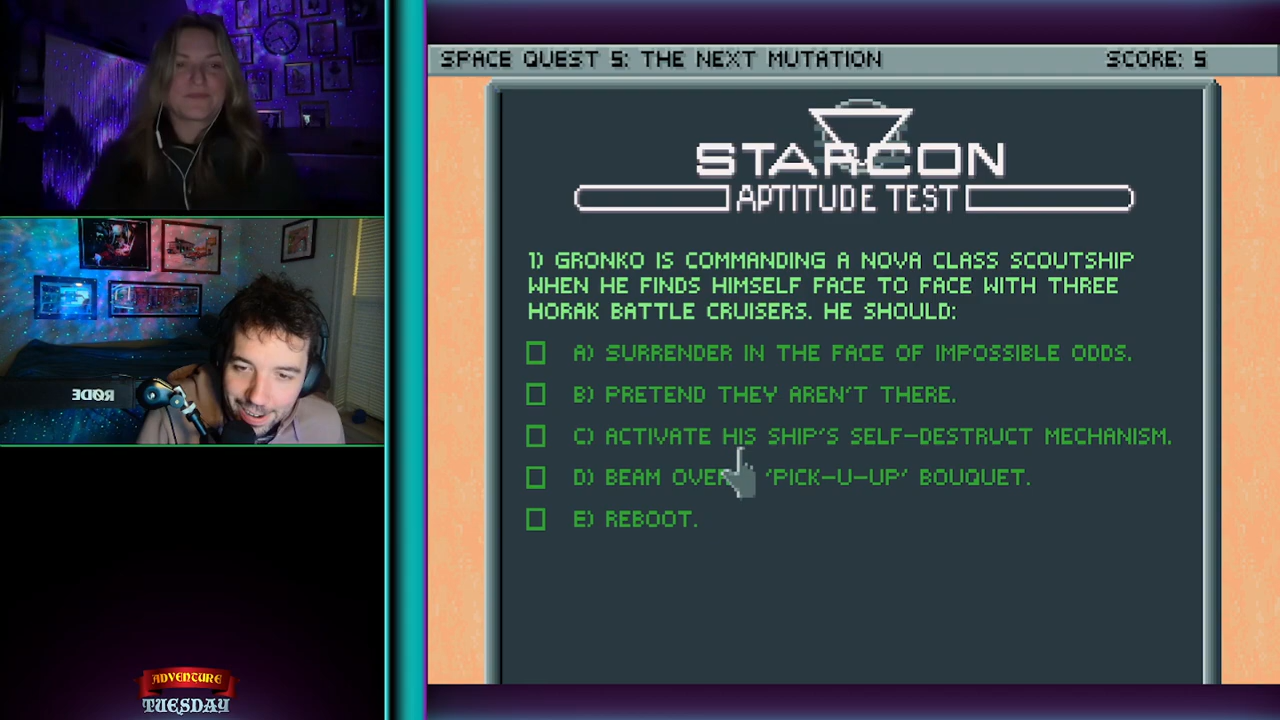 SPACE QUEST 5: THE NEXT MUTATION
SCORE: 5
STARCON
APTITUDE TEST
1) GRONKO IS COMMANDING A NOVA CLASS SCOUTSHIP
WHEN HE FINDS HIMSELF FACE TO FACE WITH THREE
HORAK BATTLE CRUISERS. HE SHOULD:
A) SURRENDER IN THE FACE OF IMPOSSIBLE ODDS.
B) PRETEND THEY AREN'T THERE.
C) ACTIVATE HIS SHIP'S SELF-DESTRUCT MECHANISM.
D) BEAM OVER 'PICK-U-UP' BOUQUET.
E) REBOOT.
RØDE
ADVENTURE
TUESDAY